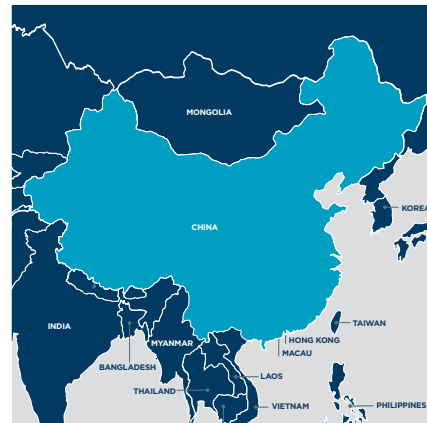 MONGOLIA
KOREA
CHINA
TAIWAN
INDIA
HONG KONG
MYANMAR
MACAU
BANGLADESH
LAOS
THAILAND
VIETNAM
PHILIPPINES